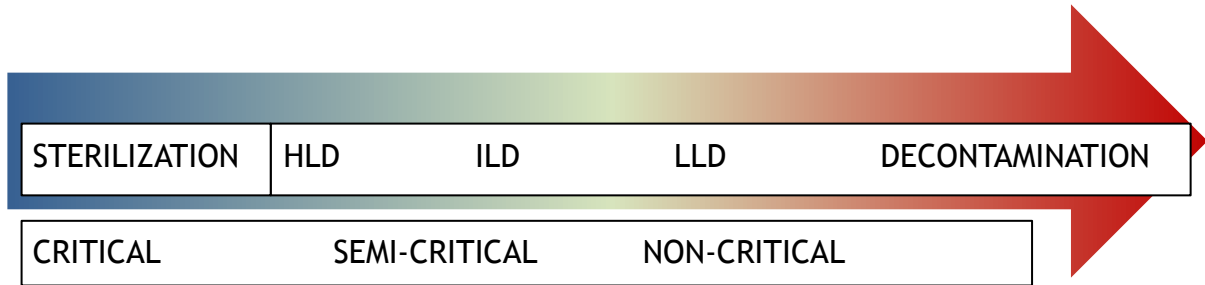 STERILIZATION HLD ILD LLD DECONTAMINATION
CRITICAL SEMI-CRITICAL NON-CRITICAL